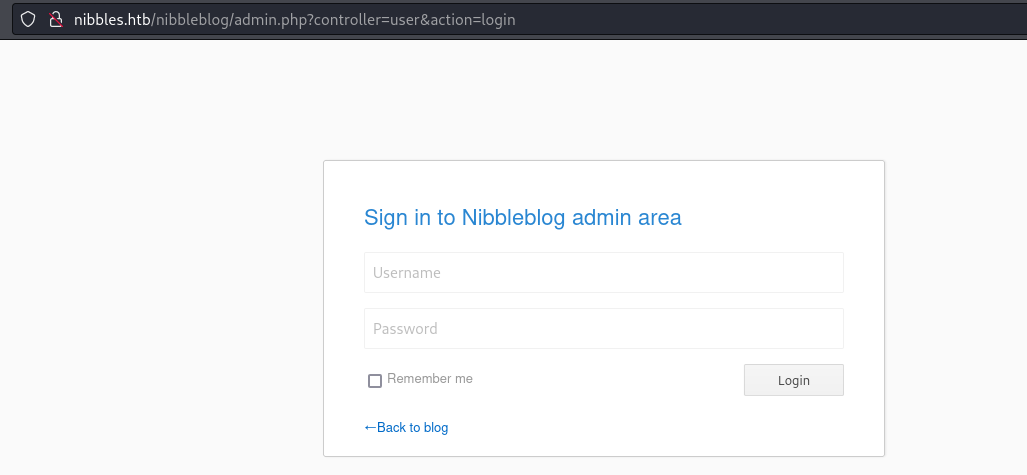 nibbles.htb/nibbleblog/admin.php?controller=user&action=login
Sign in to Nibbleblog admin area
Username
Password
Remember me
Login
←Back to blog